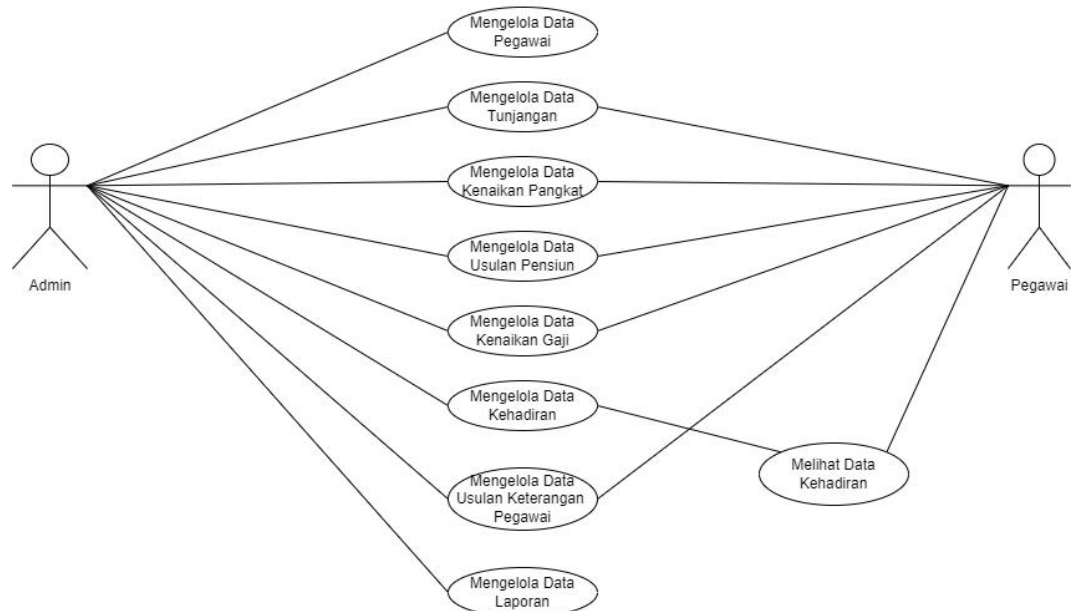 Mengelola Data
Pegawai
Mengelola Data
Tunjangan
Mengelola Data
Kenaikan Pangkat
Mengelola Data
Usulan Pensiun
Admin
Pegawai
Mengelola Data
Kenaikan Gaji
Mengelola Data
Kehadiran
Melihat Data
Kehadiran
Mengelola Data
Usulan Keterangan
Pegawai
Mengelola Data
Laporan